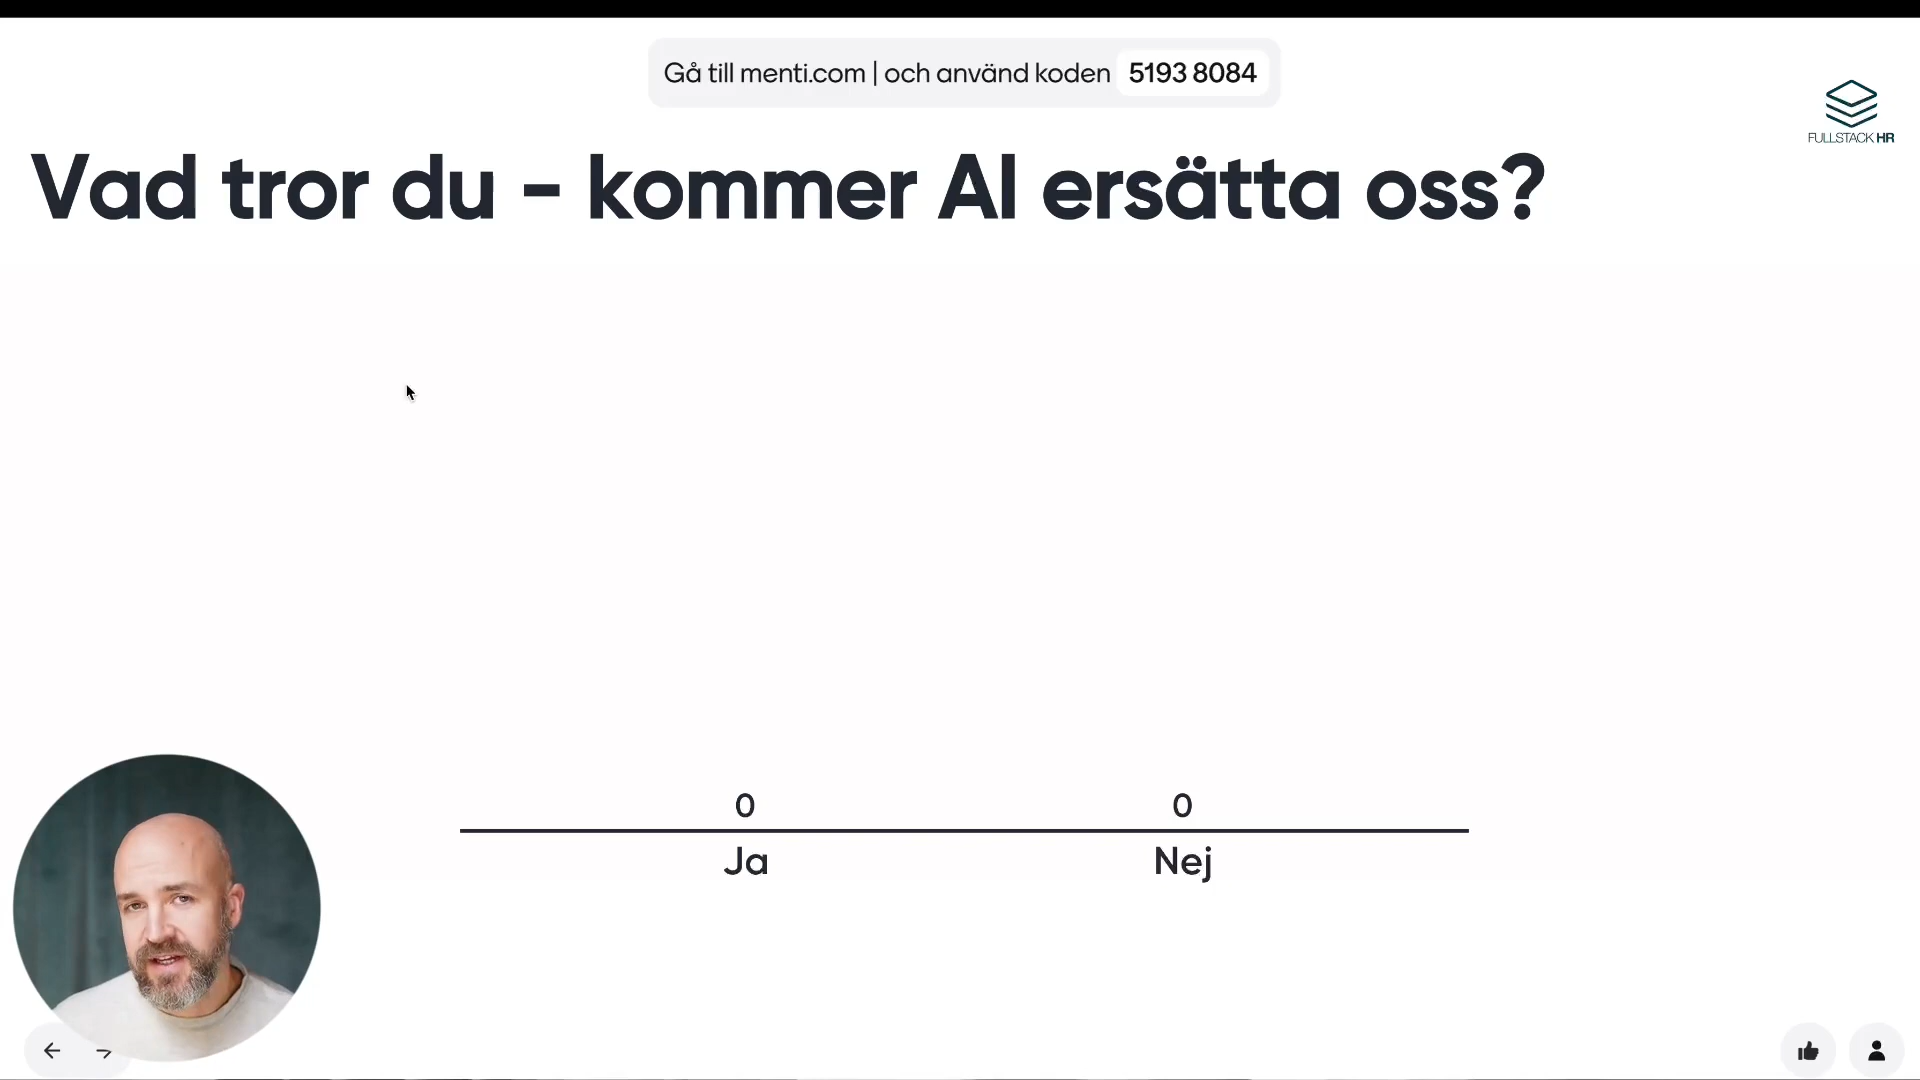 Gå till menti.com | och använd koden 5193 8084
FULLSTACK HR
Vad tror du - kommer AI ersätta oss?
0 0
Ja Nej